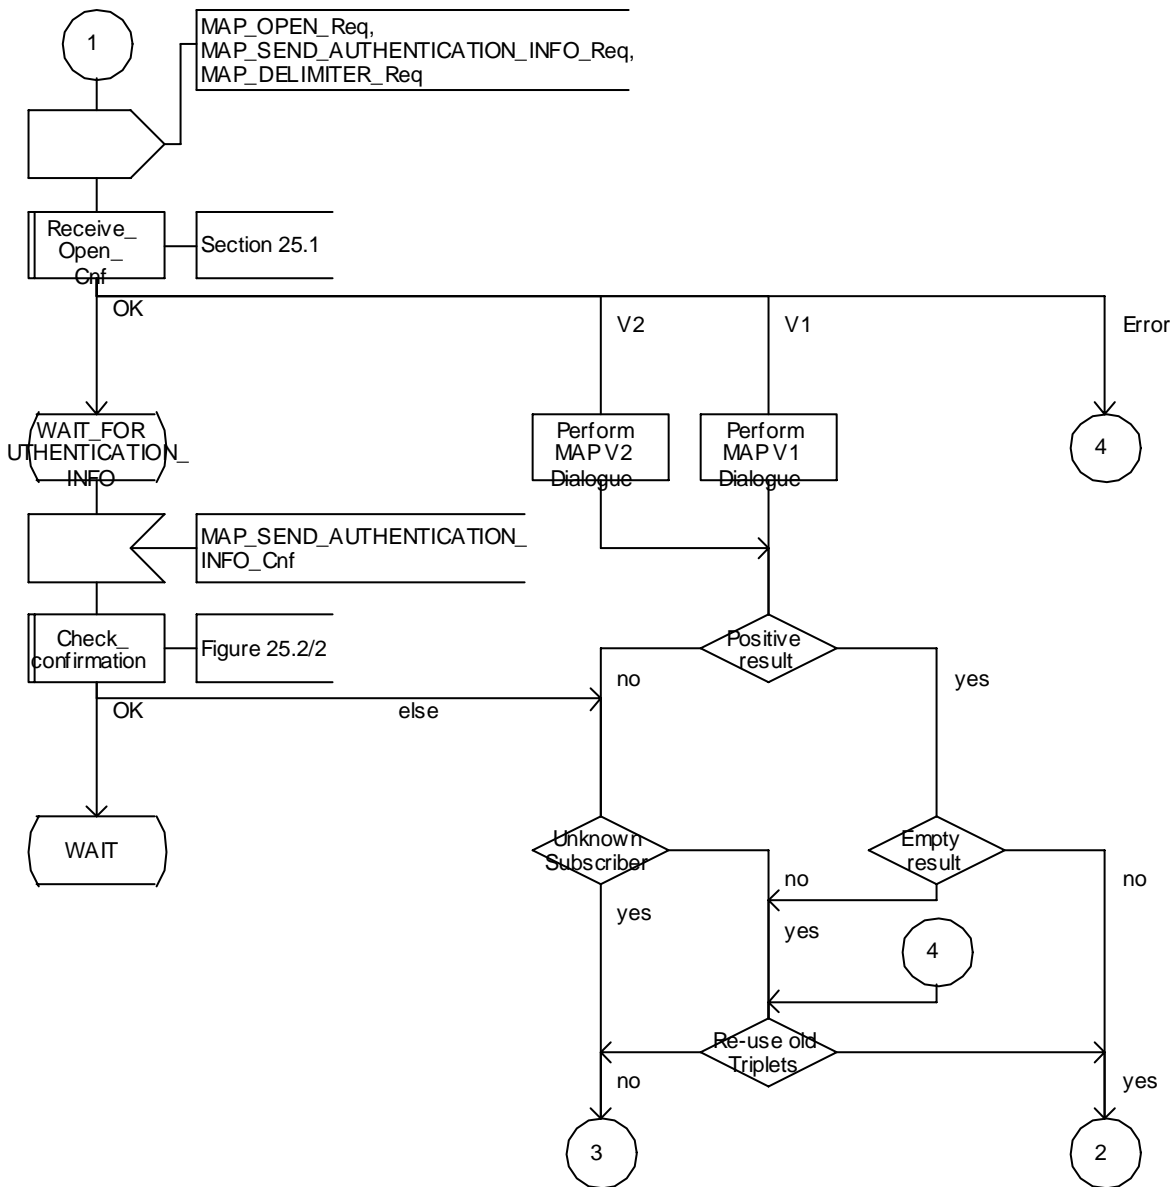 1
MAP_OPEN_Req,
MAP_SEND_AUTHENTICATION_INFO_Req,
MAP_DELIMITER_Req
Receive_
Open_
Cnf
Section 25.1
OK
V2
V1
Error
WAIT_FOR
UTHENTICATION_
INFO
Perform
MAP V2
Dialogue
Perform
MAP V1
Dialogue
4
MAP_SEND_AUTHENTICATION_
INFO_Cnf
Check_
confirmation
Figure 25.2/2
Positive
result
no
yes
OK
else
WAIT
Unknown
Subscriber
Empty
result
no
no
yes
yes
4
Re-use old
Triplets
no
yes
3
2